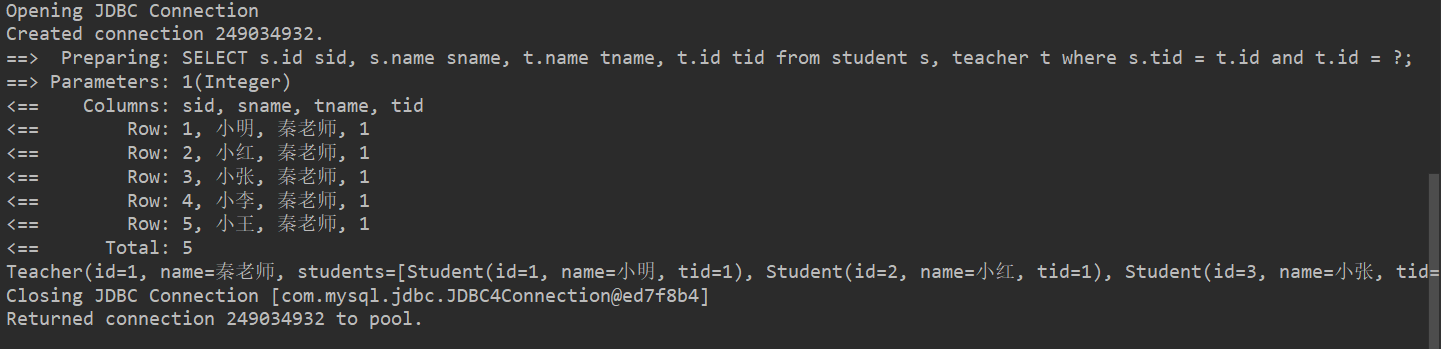 Opening JDBC Connection
Created connection 249034932.
==>  Preparing: SELECT s.id sid, s.name sname, t.name tname, t.id tid from student s, teacher t where s.tid = t.id and t.id = ?;
==> Parameters: 1(Integer)
<==    Columns: sid, sname, tname, tid
<==        Row: 1, 小明, 秦老师, 1
<==        Row: 2, 小红, 秦老师, 1
<==        Row: 3, 小张, 秦老师, 1
<==        Row: 4, 小李, 秦老师, 1
<==        Row: 5, 小王, 秦老师, 1
<==      Total: 5
Teacher(id=1, name=秦老师, students=[Student(id=1, name=小明, tid=1), Student(id=2, name=小红, tid=1), Student(id=3, name=小张, tid=
Closing JDBC Connection [com.mysql.jdbc.JDBC4Connection@ed7f8b4]
Returned connection 249034932 to pool.